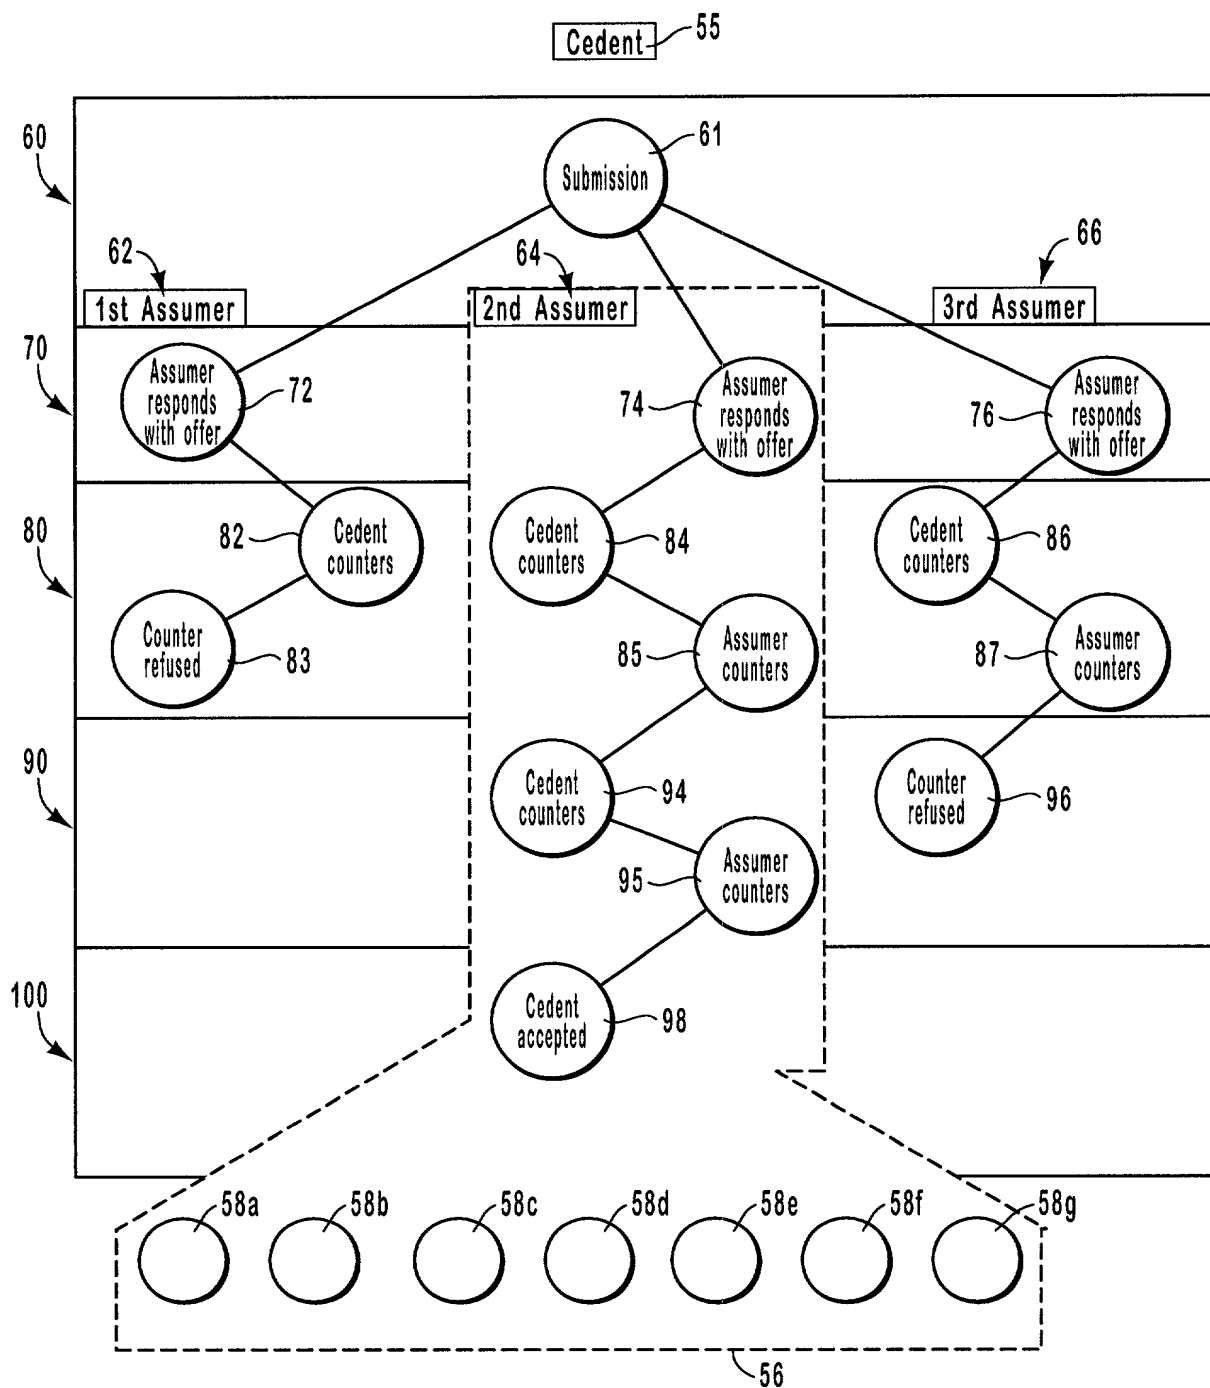 Cedent
55
60
61
Submission
62
64
66
1st Assumer
2nd Assumer
3rd Assumer
70
Assumer
responds
with offer
72
74
Assumer
responds
with offer
76
Assumer
responds
with offer
80
82
Cedent
counters
Cedent
counters
84
Cedent
counters
86
Counter
refused
83
85
Assumer
counters
87
Assumer
counters
90
Cedent
counters
94
Counter
refused
96
95
Assumer
counters
100
Cedent
accepted
98
58a
58b
58c
58d
58e
58f
58g
56